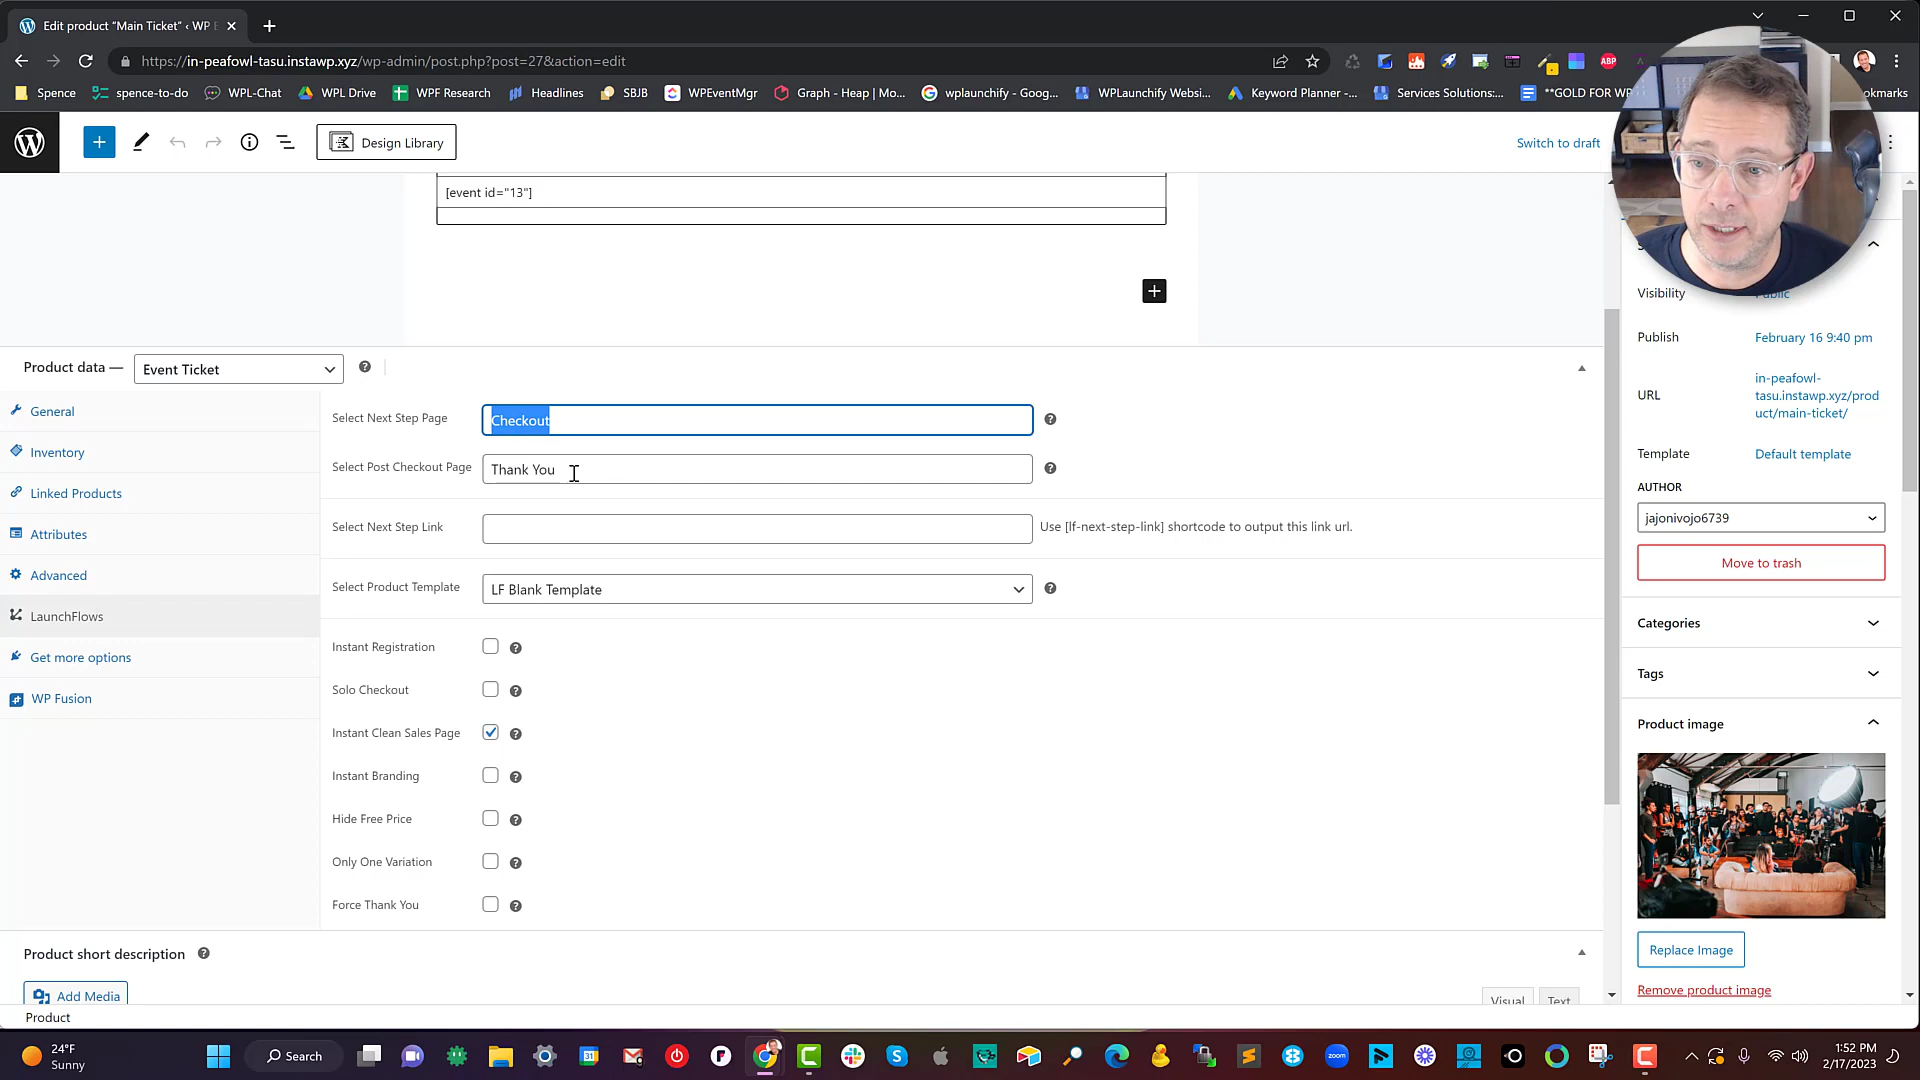 Edit product “Main Ticket” ‹ WP E
https://in-peafowl-tasu.instawp.xyz/wp-admin/post.php?post=27&action=edit
ABP
Spence
spence-to-do
WPL-Chat
WPL Drive
WPF Research
Headlines
SBJB
WPEventMgr
Graph - Heap | Mo...
wplaunchify - Goog...
WPLaunchify Websi...
Keyword Planner -...
Services Solutions:...
**GOLD FOR WP
okmarks
Design Library
Switch to draft
[event id="13"]
Visibility
Public
Publish
February 16 9:40 pm
URL
in-peafowl-
tasu.instawp.xyz/prod
uct/main-ticket/
Template
Default template
AUTHOR
jajonivojo6739
Move to trash
Categories
Tags
Product image
Replace Image
Remove product image
Product data —
Event Ticket
General
Inventory
Linked Products
Attributes
Advanced
LaunchFlows
Get more options
WP Fusion
Select Next Step Page
Checkout
Select Post Checkout Page
Thank You
Select Next Step Link
Use [lf-next-step-link] shortcode to output this link url.
Select Product Template
LF Blank Template
Instant Registration
Solo Checkout
Instant Clean Sales Page
Instant Branding
Hide Free Price
Only One Variation
Force Thank You
Product short description
Add Media
Visual
Text
Product
24°F
Sunny
Search
31
zoom
1:52 PM
2/17/2023